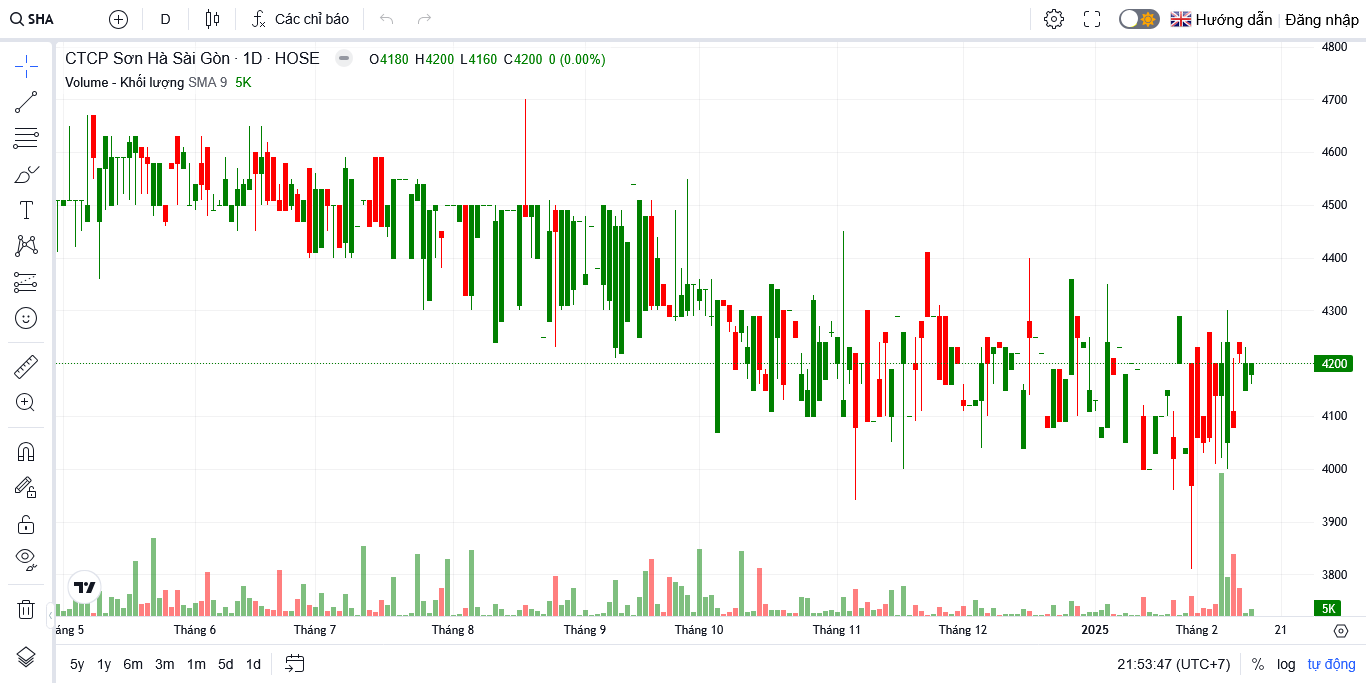 SHA D Các chỉ báo Hướng dẫn Đăng nhập
CTCP Sơn Hà Sài Gòn · 1D · HOSE O4180 H4200 L4160 C4200 0 (0.00%)
Volume - Khối lượng SMA 9 5K
4800
4700
4600
4500
4400
4300
4200
4100
4000
3900
3800
5K
áng 5 Tháng 6 Tháng 7 Tháng 8 Tháng 9 Tháng 10 Tháng 11 Tháng 12 2025 Tháng 2 21
5y 1y 6m 3m 1m 5d 1d 21:53:47 (UTC+7) % log tự động